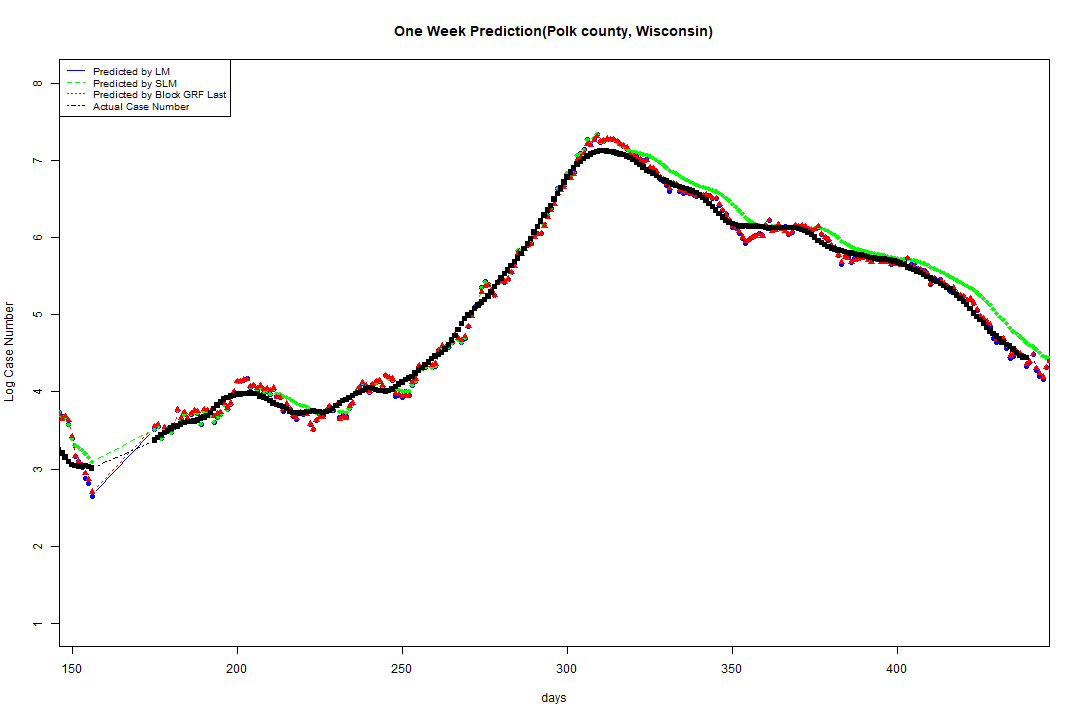 One Week Prediction(Polk county, Wisconsin)
Predicted by LM
Predicted by SLM
Predicted by Block GRF Last
Actual Case Number
8
7
6
5
4
3
2
1
Log Case Number
150 200 250 300 350 400
days